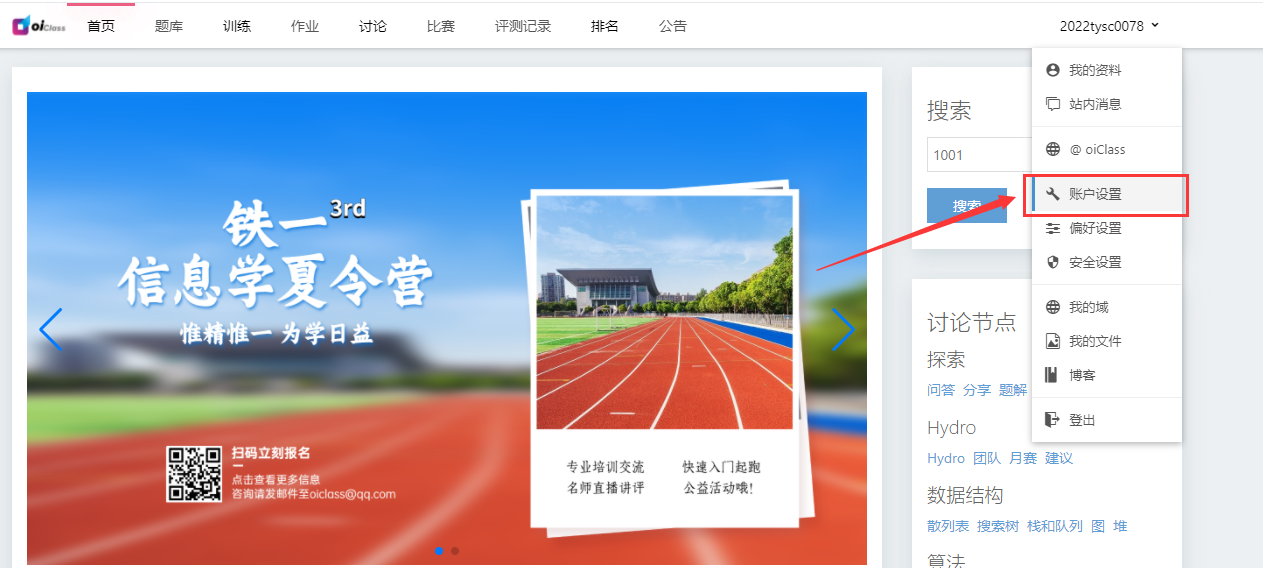 oiClass 首页 题库 训练 作业 讨论 比赛 评测记录 排名 公告 2022tysc0078
我的资料
站内消息
@ oiClass
账户设置
偏好设置
安全设置
我的域
我的文件
博客
登出
铁一 3rd
信息学夏令营
惟精惟一 为学日益
扫码立刻报名
点击查看更多信息
咨询请发邮件至oiclass@qq.com
专业培训交流 快速入门起跑
名师直播讲评 公益活动哦!
搜索
1001
搜索
讨论节点
探索
问答 分享 题解
Hydro
Hydro 团队 月赛 建议
数据结构
散列表 搜索树 栈和队列 图 堆
算法